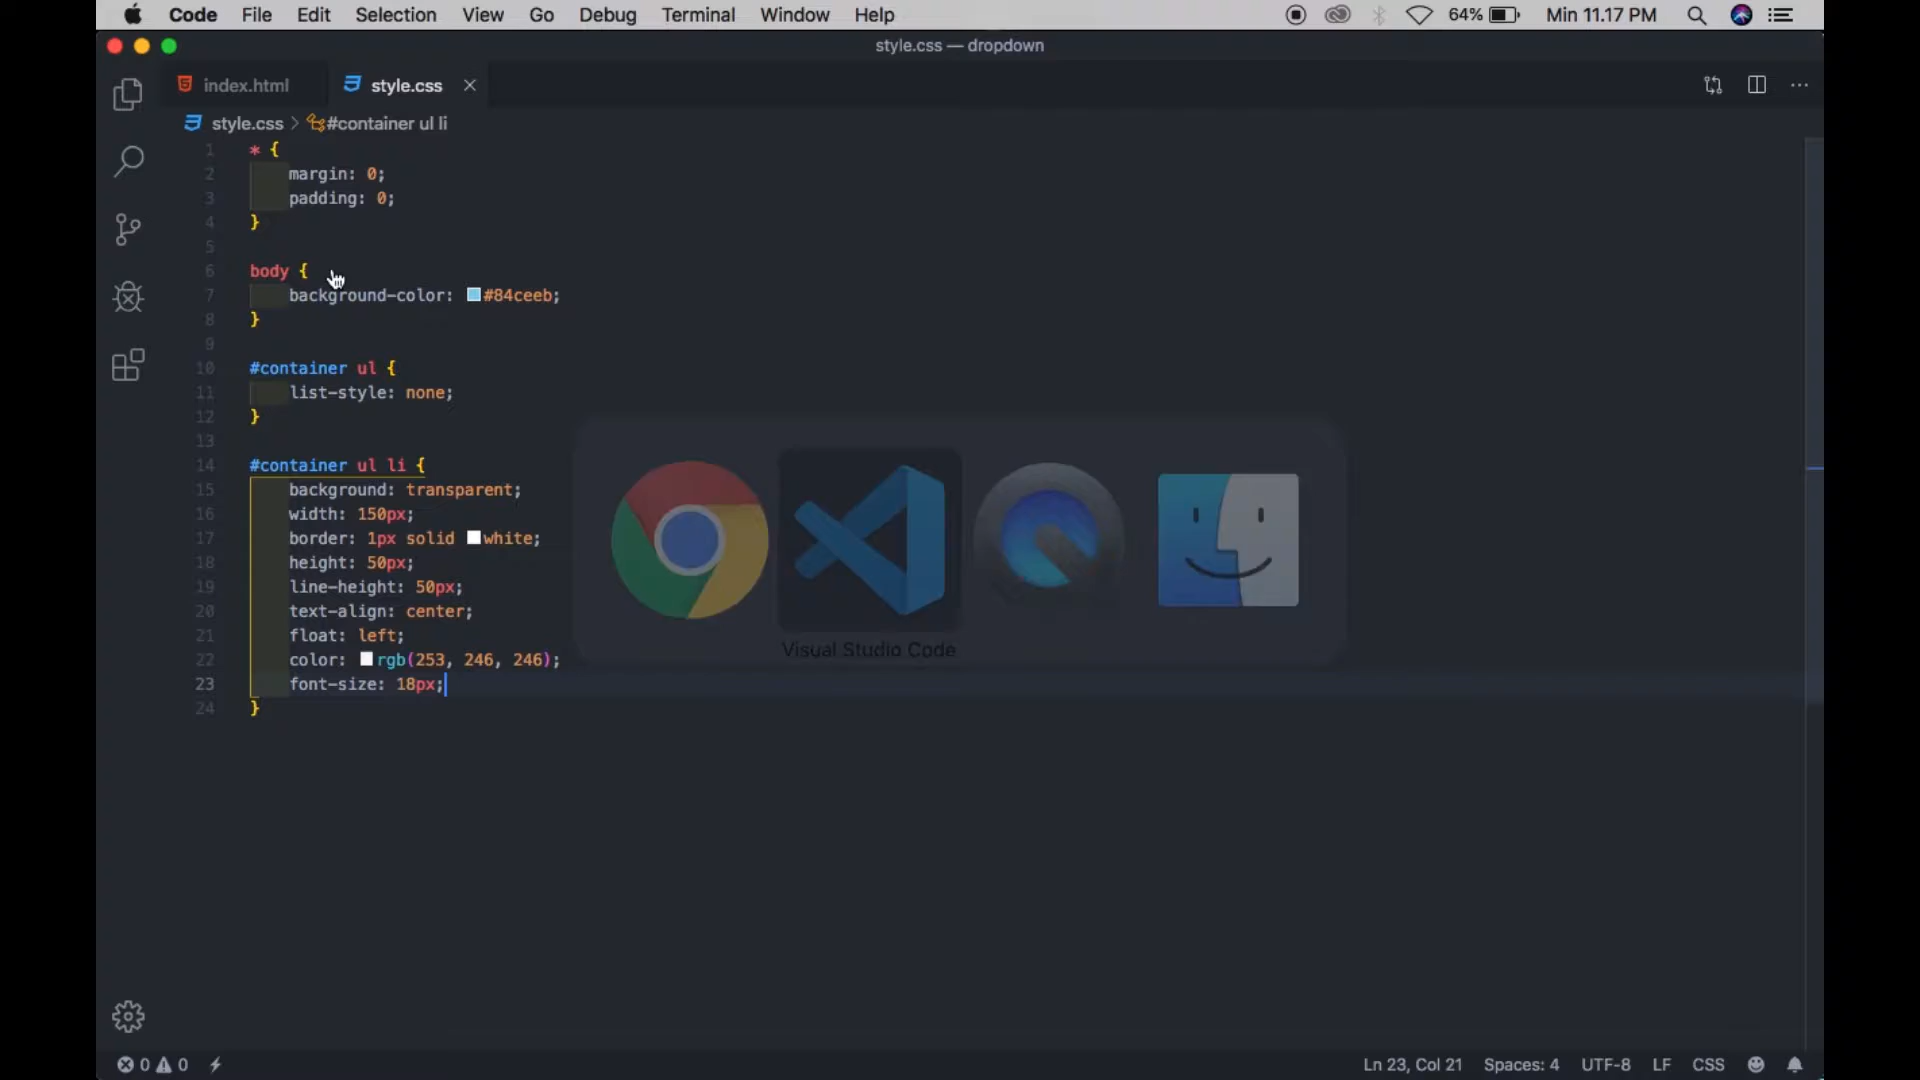 Code File Edit Selection View Go Debug Terminal Window Help 64% Min 11.17 PM
style.css — dropdown
index.html style.css
style.css > #container ul li
1 * {
2 margin: 0;
3 padding: 0;
4 }
5
6 body {
7 background-color: #84ceeb;
8 }
9
10 #container ul {
11 list-style: none;
12 }
13
14 #container ul li {
15 background: transparent;
16 width: 150px;
17 border: 1px solid white;
18 height: 50px;
19 line-height: 50px;
20 text-align: center;
21 float: left;
22 color: rgb(253, 246, 246);
23 font-size: 18px;
24 }
Visual Studio Code
0 0 Ln 23, Col 21 Spaces: 4 UTF-8 LF CSS